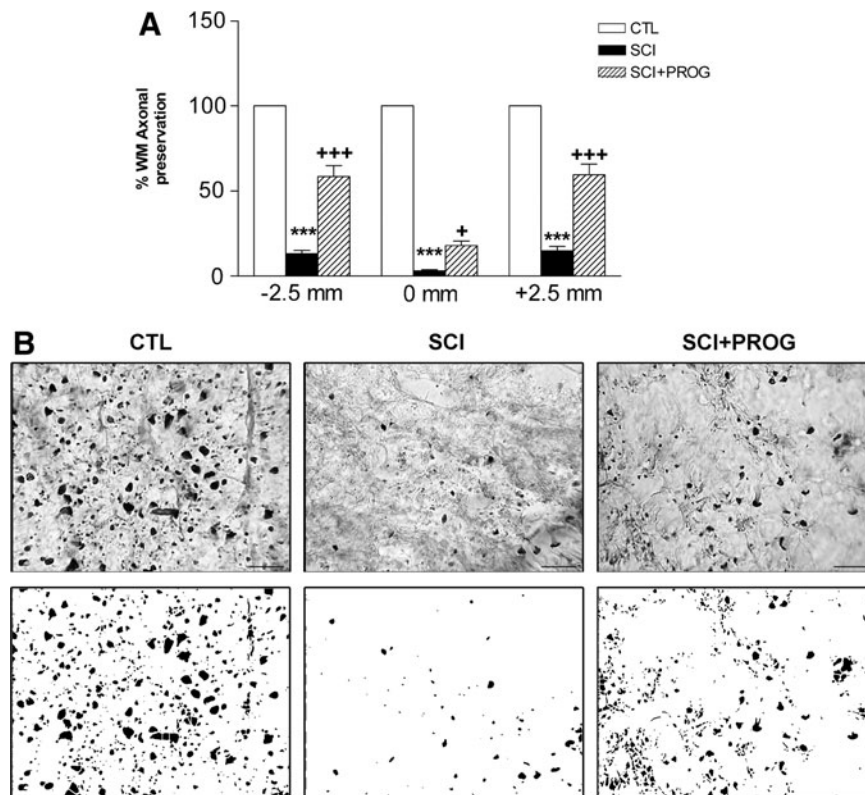 A
150
100
50
0
% WM Axonal
preservation
CTL
SCI
SCI+PROG
+++
***
***
+
***
+++
-2.5 mm
0 mm
+2.5 mm
B
CTL
SCI
SCI+PROG